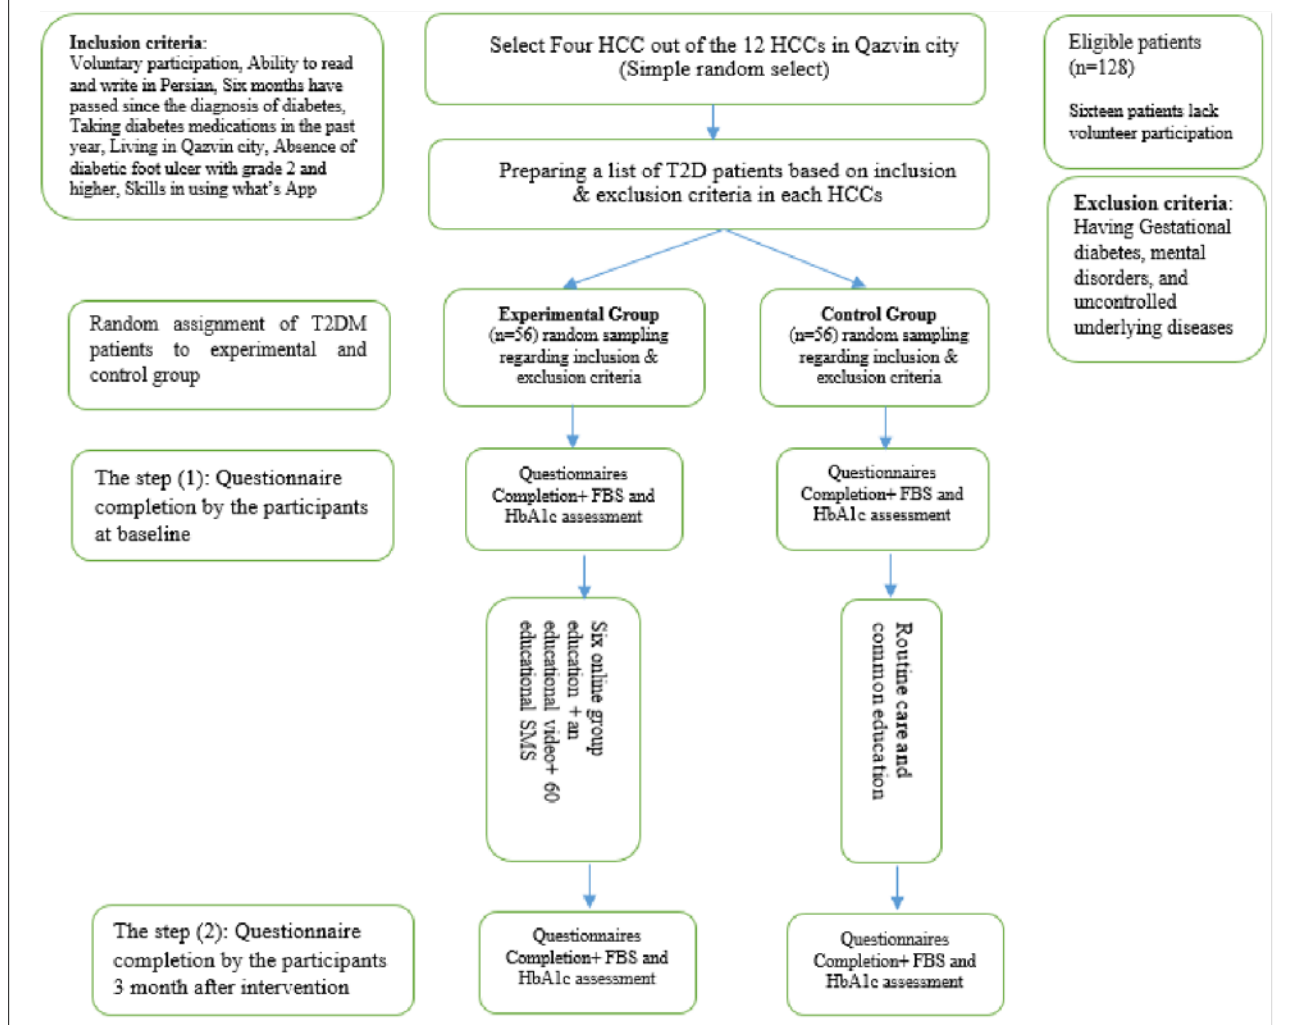 Inclusion criteria:
Voluntary participation, Ability to read
and write in Persian, Six months have
passed since the diagnosis of diabetes,
Taking diabetes medications in the past
year, Living in Qazvin city, Absence of
diabetic foot ulcer with grade 2 and
higher, Skills in using what's App
Select Four HCC out of the 12 HCCs in Qazvin city
(Simple random select)
Eligible patients
(n=128)
Sixteen patients lack
volunteer participation
Preparing a list of T2D patients based on inclusion
& exclusion criteria in each HCCs
Exclusion criteria:
Having Gestational
diabetes, mental
disorders, and
uncontrolled
underlying diseases
Random assignment of T2DM
patients to experimental and
control group
Experimental Group
(n=56) random sampling
regarding inclusion &
exclusion criteria
Control Group
(n=56) random sampling
regarding inclusion &
exclusion criteria
The step (1): Questionnaire
completion by the participants
at baseline
Questionnaires
Completion+ FBS and
HbA1c assessment
Questionnaires
Completion+ FBS and
HbA1c assessment
Six online group
education + an
educational video+ 60
educational SMS
Routine care and
common education
The step (2): Questionnaire
completion by the participants
3 month after intervention
Questionnaires
Completion+ FBS and
HbA1c assessment
Questionnaires
Completion+ FBS and
HbA1c assessment